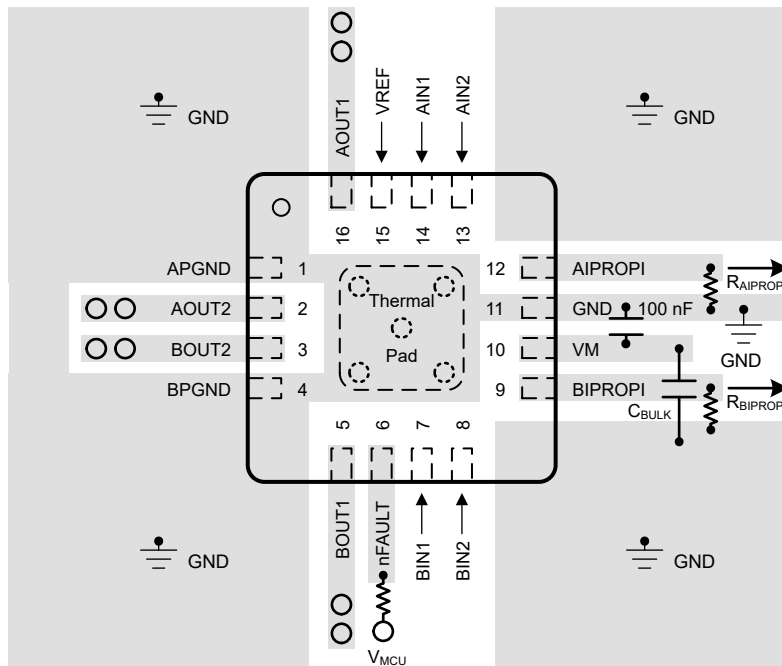 GND
GND
AOUT1
VREF
AIN1
AIN2
16
15
14
13
APGND
1
12
AIPROPI
RAIPROPI
AOUT2
2
Thermal
11
GND
100 nF
BOUT2
3
Pad
10
VM
GND
BPGND
4
9
BIPROPI
CBULK
RBIPROPI
5
6
7
8
BOUT1
nFAULT
BIN1
BIN2
GND
GND
VMCU